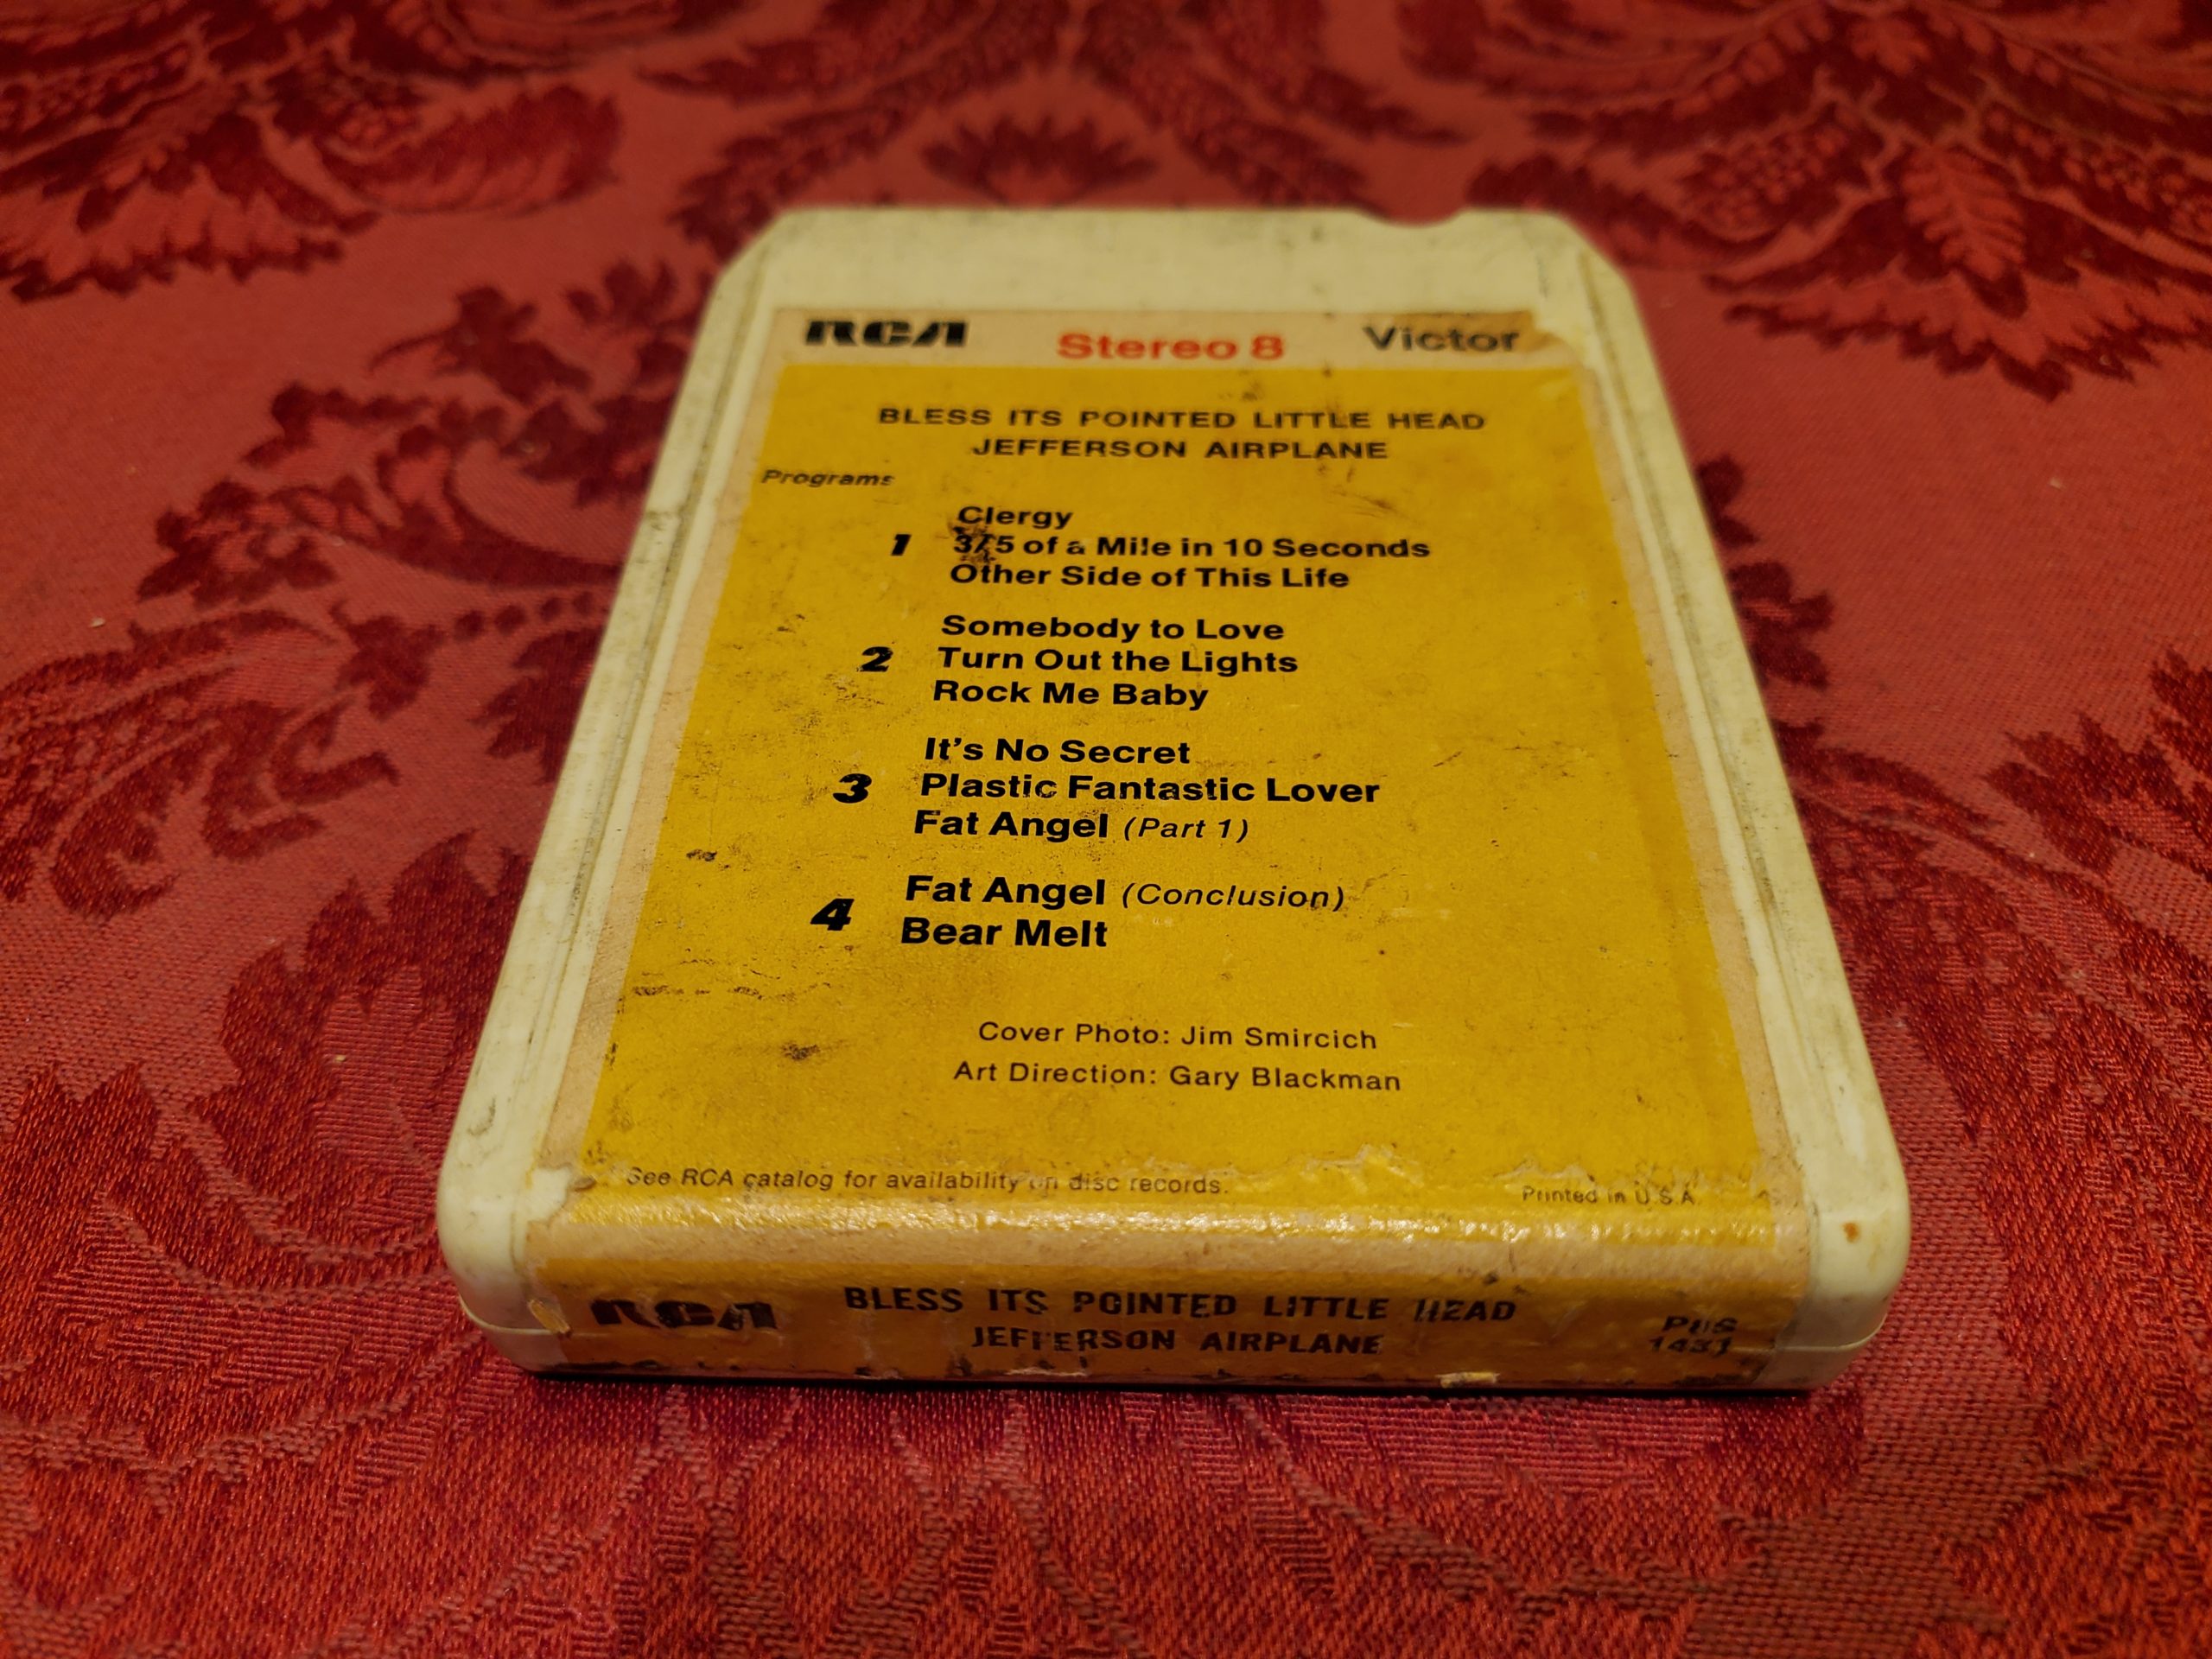 RCA Stereo 8 Victor
BLESS ITS POINTED LITTLE HEAD
JEFFERSON AIRPLANE
Programs
Clergy
1 3/5 of a Mile in 10 Seconds
Other Side of This Life
Somebody to Love
2 Turn Out the Lights
Rock Me Baby
It's No Secret
3 Plastic Fantastic Lover
Fat Angel (Part 1)
Fat Angel (Conclusion)
4
Bear Melt
Cover Photo: Jim Smircich
Art Direction: Gary Blackman
See RCA catalog for availability on disc records.
Printed in U.S.A.
RCA
BLESS ITS POINTED LITTLE HEAD
JEFFERSON AIRPLANE
P8S
1431